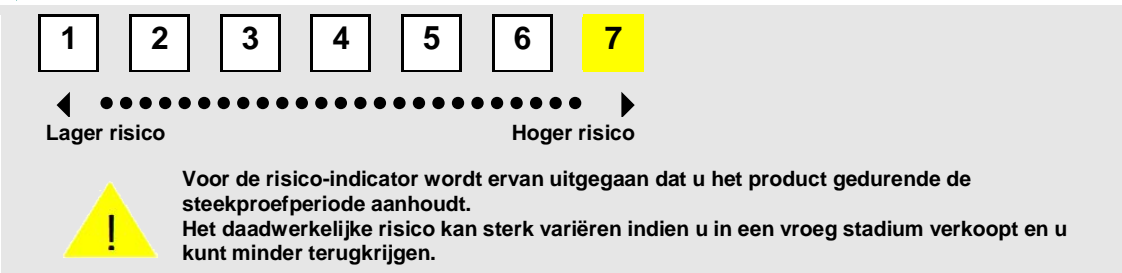 1 2 3 4 5 6 7
Lager risico Hoger risico
!
Voor de risico-indicator wordt ervan uitgegaan dat u het product gedurende de
steekproefperiode aanhoudt.
Het daadwerkelijke risico kan sterk variëren indien u in een vroeg stadium verkoopt en u
kunt minder terugkrijgen.